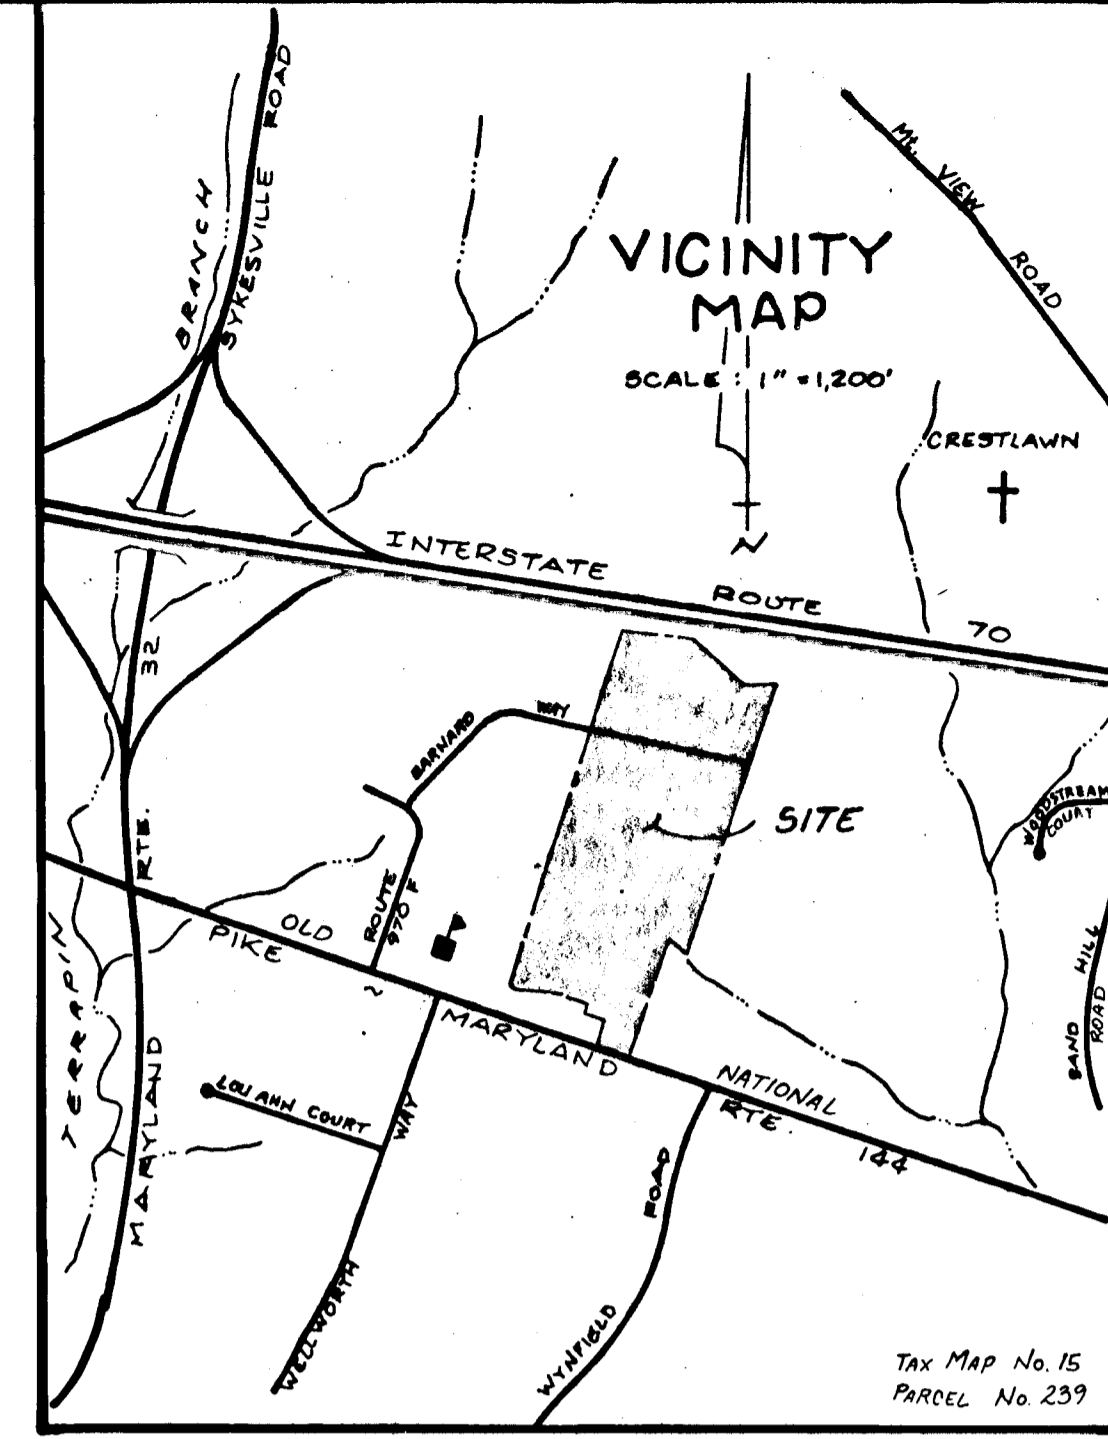 SYKESVILLE ROAD
BRANCH
Mt. VIEW ROAD
VICINITY
MAP
SCALE : 1" = 1,200'
CRESTLAWN
N
INTERSTATE ROUTE 70
32
BARNARD WAY
SITE
WOODSTREAM
COURT
RTE.
ROUTE
970 F
OLD
PIKE
TERRAPIN
SAND HILL
ROAD
MARYLAND
MARYLAND
NATIONAL
RTE.
144
LOU ANN COURT
WELLWORTH WAY
WYNFIELD ROAD
TAX MAP No. 15
PARCEL No. 239